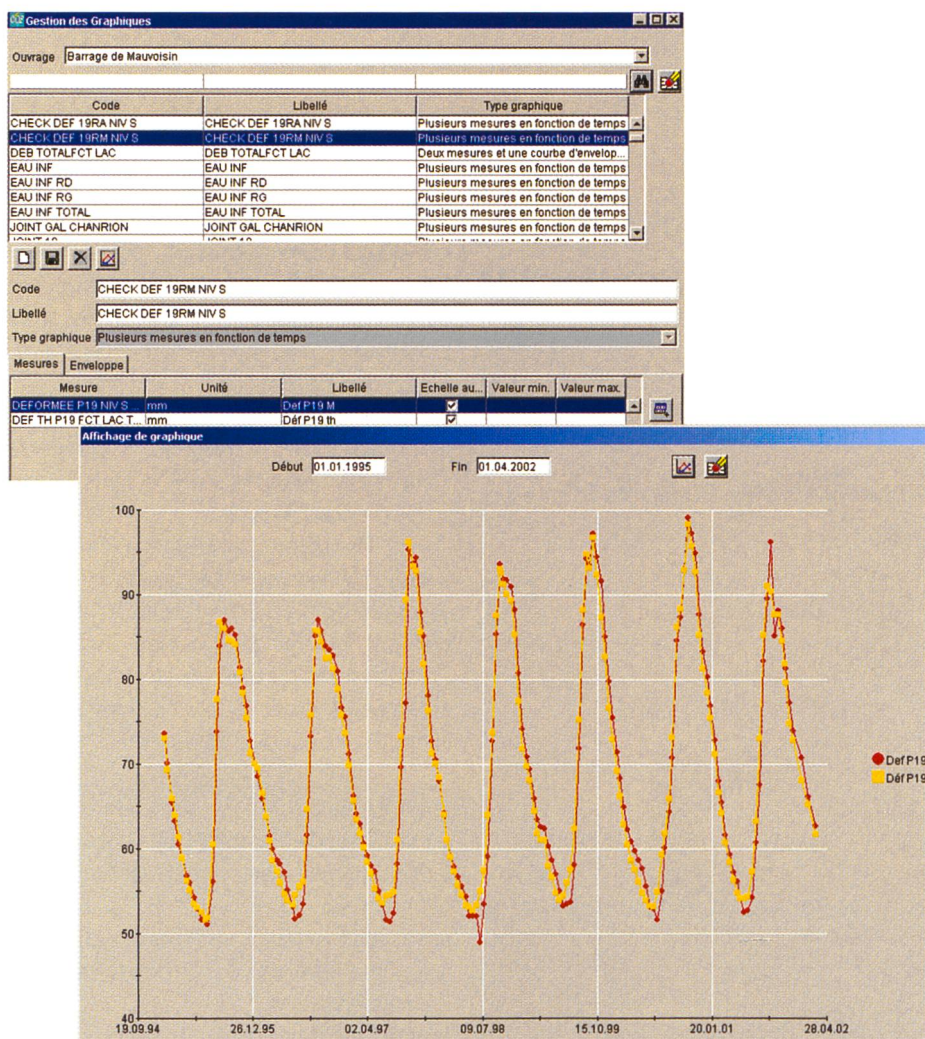 Gestion des Graphiques
Ouvrage Barrage de Mauvoisin
Code Libellé Type graphique
CHECK DEF 19RA NIV S CHECK DEF 19RA NIV S Plusieurs mesures en fonction de temps
CHECK DEF 19RM NIV S CHECK DEF 19RM NIV S Plusieurs mesures en fonction de temps
DEB TOTALFCT LAC DEB TOTALFCT LAC Deux mesures et une courbe d'envelop...
EAU INF EAU INF Plusieurs mesures en fonction de temps
EAU INF RD EAU INF RD Plusieurs mesures en fonction de temps
EAU INF RG EAU INF RG Plusieurs mesures en fonction de temps
EAU INF TOTAL EAU INF TOTAL Plusieurs mesures en fonction de temps
JOINT GAL CHANRION JOINT GAL CHANRION Plusieurs mesures en fonction de temps
Code CHECK DEF 19RM NIV S
Libellé CHECK DEF 19RM NIV S
Type graphique Plusieurs mesures en fonction de temps
Mesures Enveloppe
Mesure Unité Libellé Echelle au... Valeur min. Valeur max.
DEFORMEE P19 NIV S ... mm Def P19 M
DEF TH P19 FCT LAC T... mm Déf P19 th
Affichage de graphique
Début 01.01.1995 Fin 01.04.2002
100
90
80
70
60
50
40
Def P19
Déf P19
19.09.94 26.12.95 02.04.97 09.07.98 15.10.99 20.01.01 28.04.02